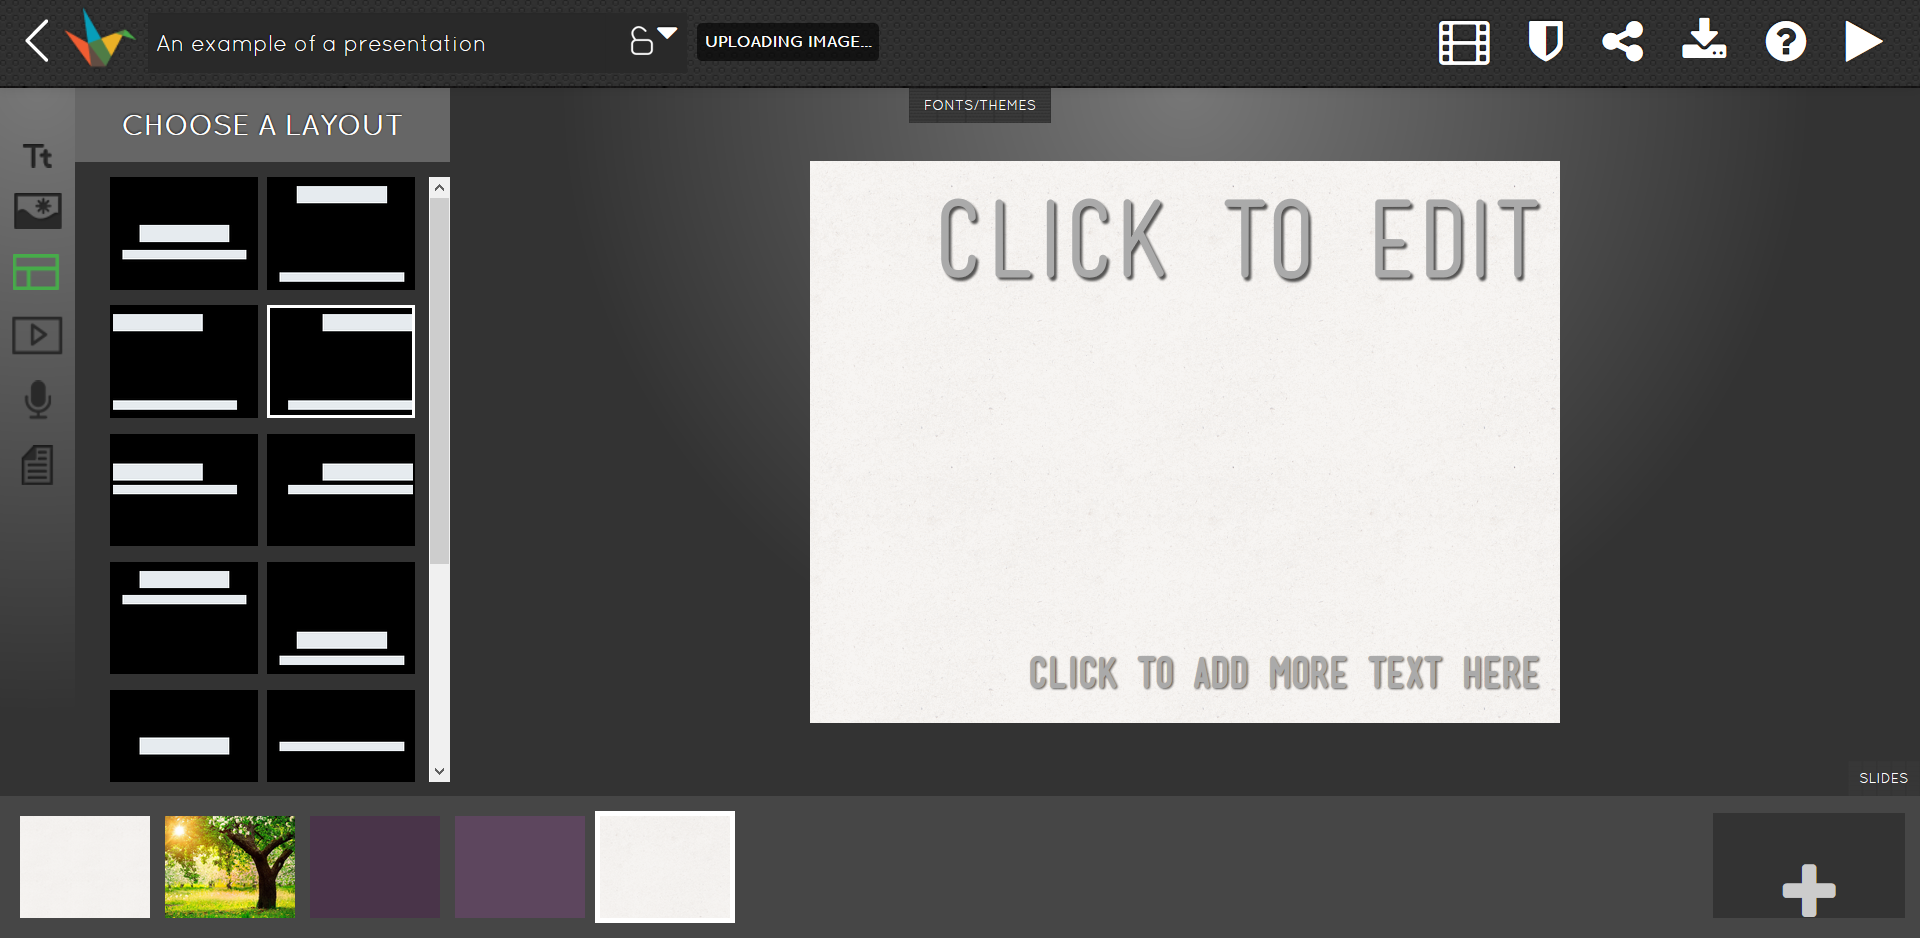 An example of a presentation
UPLOADING IMAGE...
FONTS/THEMES
CHOOSE A LAYOUT
Tt
CLICK TO EDIT
CLICK TO ADD MORE TEXT HERE
SLIDES